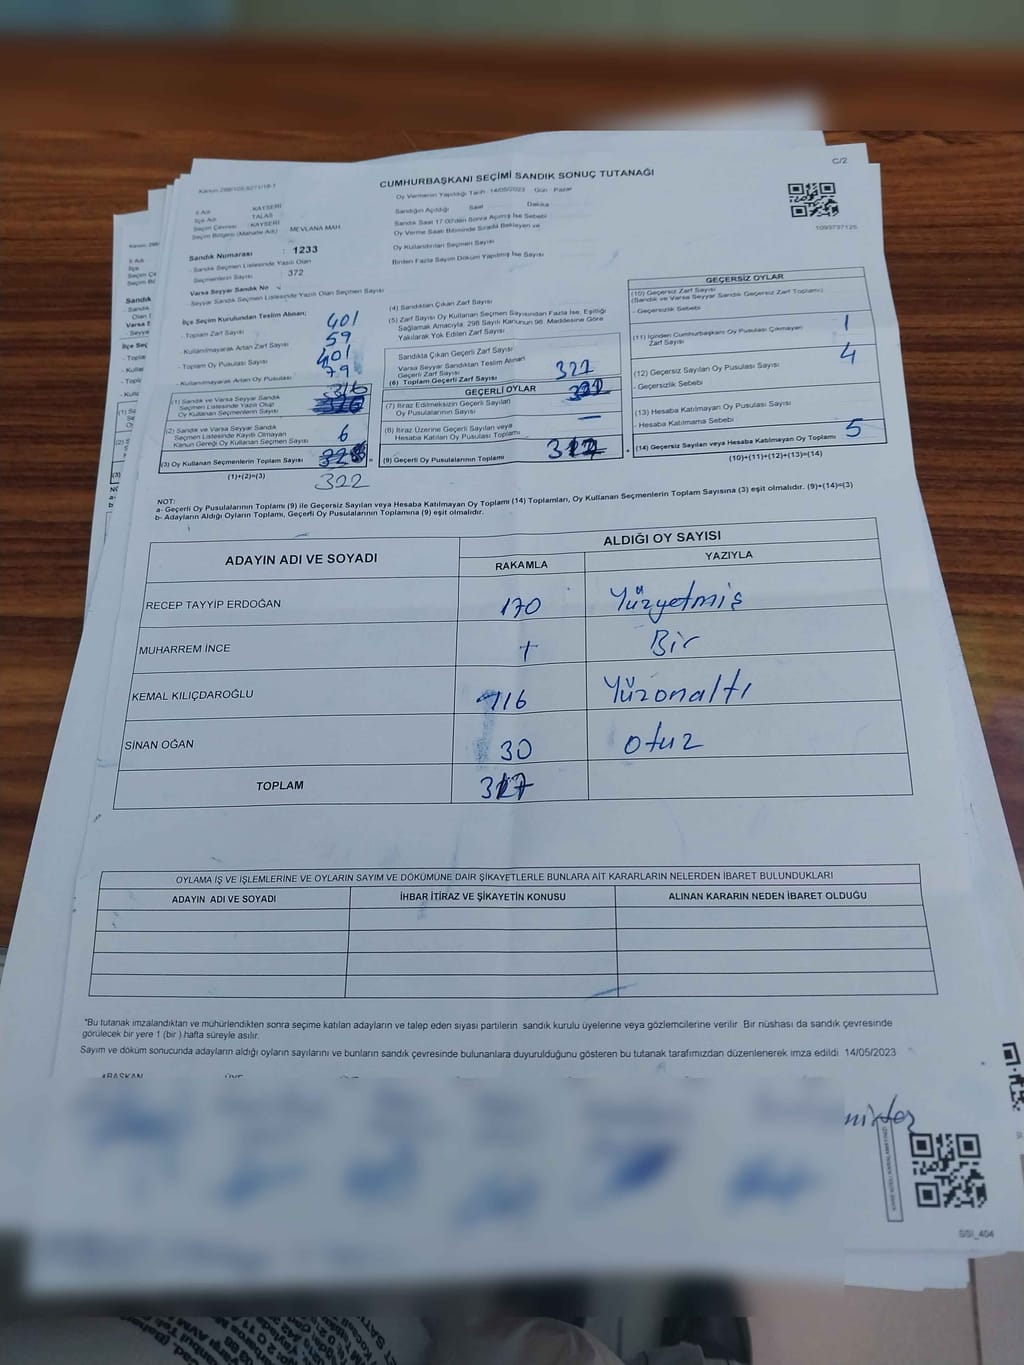 C/2
CUMHURBAŞKANI SEÇİMİ SANDIK SONUÇ TUTANAĞI
Oy Vermenin Yapıldığı Tarih : 14/05/2023 Gün : Pazar
1093737125
İl Adı : KAYSERİ
İlçe Adı : TALAS
Seçim Çevresi : KAYSERİ
Seçim Bölgesi (Mahalle Adı) : MEVLANA MAH.
Sandık Numarası : 1233
- Sandık Seçmen Listesinde Yazılı Olan
Seçmenlerin Sayısı : 372
Varsa Seyyar Sandık No
- Seyyar Sandık Seçmen Listesinde Yazılı Olan Seçmen Sayısı
Sandığın Açıldığı Saat Dakika
Sandık Saat 17:00'den Sonra Açılmış İse Sebebi
Oy Verme Saati Bitiminde Sırada Bekleyen ve
Oy Kullandırılan Seçmen Sayısı
Birden Fazla Sayım Döküm Yapılmış İse Sayısı
İlçe Seçim Kurulundan Teslim Alınan;
- Toplam Zarf Sayısı 401
- Kullanılmayarak Artan Zarf Sayısı 59
- Toplam Oy Pusulası Sayısı 401
- Kullanılmayarak Artan Oy Pusulası 79
316
(1) Sandık ve Varsa Seyyar Sandık
Seçmen Listesinde Yazılı Olup
Oy Kullanan Seçmenlerin Sayısı
(2) Sandık ve Varsa Seyyar Sandık
Seçmen Listesinde Kayıtlı Olmayan
Kanun Gereği Oy Kullanan Seçmen Sayısı 6
(3) Oy Kullanan Seçmenlerin Toplam Sayısı
(1)+(2)=(3) 322
(4) Sandıktan Çıkan Zarf Sayısı
(5) Zarf Sayısı Oy Kullanan Seçmen Sayısından Fazla İse, Eşitliği
Sağlamak Amacıyla, 298 Sayılı Kanunun 98. Maddesine Göre
Yakılarak Yok Edilen Zarf Sayısı
Sandıkta Çıkan Geçerli Zarf Sayısı
Varsa Seyyar Sandıktan Teslim Alınan
Geçerli Zarf Sayısı
(6) Toplam Geçerli Zarf Sayısı 322
GEÇERLİ OYLAR
(7) İtiraz Edilmeksizin Geçerli Sayılan
Oy Pusulalarının Sayısı
(8) İtiraz Üzerine Geçerli Sayılan veya
Hesaba Katılan Oy Pusulası Toplamı —
(9) Geçerli Oy Pusulalarının Toplamı 317
GEÇERSİZ OYLAR
(10) Geçersiz Zarf Sayısı
(Sandık ve Varsa Seyyar Sandık Geçersiz Zarf Toplamı)
- Geçersizlik Sebebi
(11) İçinden Cumhurbaşkanı Oy Pusulası Çıkmayan
Zarf Sayısı 1
(12) Geçersiz Sayılan Oy Pusulası Sayısı 4
- Geçersizlik Sebebi
(13) Hesaba Katılmayan Oy Pusulası Sayısı
- Hesaba Katılmama Sebebi
(14) Geçersiz Sayılan veya Hesaba Katılmayan Oy Toplamı 5
(10)+(11)+(12)+(13)=(14)
NOT:
a- Geçerli Oy Pusulalarının Toplamı (9) ile Geçersiz Sayılan veya Hesaba Katılmayan Oy Toplamı (14) Toplamları, Oy Kullanan Seçmenlerin Toplam Sayısına (3) eşit olmalıdır. (9)+(14)=(3)
b- Adayların Aldığı Oyların Toplamı, Geçerli Oy Pusulalarının Toplamına (9) eşit olmalıdır.
ADAYIN ADI VE SOYADI ALDIĞI OY SAYISI
RAKAMLA YAZIYLA
RECEP TAYYİP ERDOĞAN 170 Yüzyetmiş
MUHARREM İNCE 1 Bir
KEMAL KILIÇDAROĞLU 116 Yüzonaltı
SİNAN OĞAN 30 Otuz
TOPLAM 317
OYLAMA İŞ VE İŞLEMLERİNE VE OYLARIN SAYIM VE DÖKÜMÜNE DAİR ŞİKAYETLERLE BUNLARA AİT KARARLARIN NELERDEN İBARET BULUNDUKLARI
ADAYIN ADI VE SOYADI İHBAR İTİRAZ VE ŞİKAYETİN KONUSU ALINAN KARARIN NEDEN İBARET OLDUĞU
*Bu tutanak imzalandıktan ve mühürlendikten sonra seçime katılan adayların ve talep eden siyasi partilerin sandık kurulu üyelerine veya gözlemcilerine verilir. Bir nüshası da sandık çevresinde
görülecek bir yere 1 (bir ) hafta süreyle asılır.
Sayım ve döküm sonucunda adayların aldığı oyların sayılarını ve bunların sandık çevresinde bulunanlara duyurulduğunu gösteren bu tutanak tarafımızdan düzenlenerek imza edildi 14/05/2023
BAŞKAN ÜYE
SSI_404